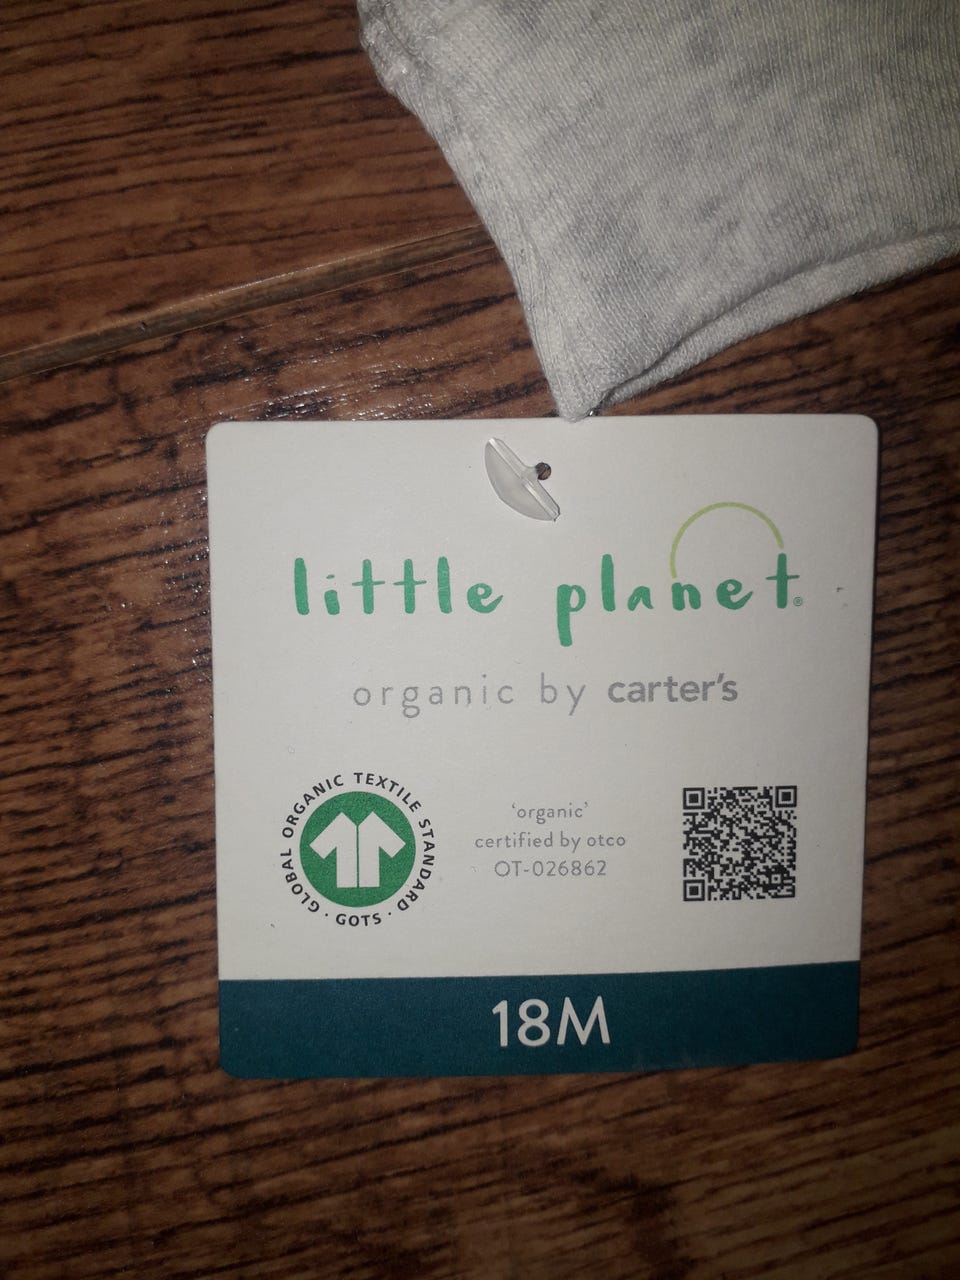 little planet®
organic by carter's
GLOBAL ORGANIC TEXTILE STANDARD · GOTS ·
'organic'
certified by otco
OT-026862
18M